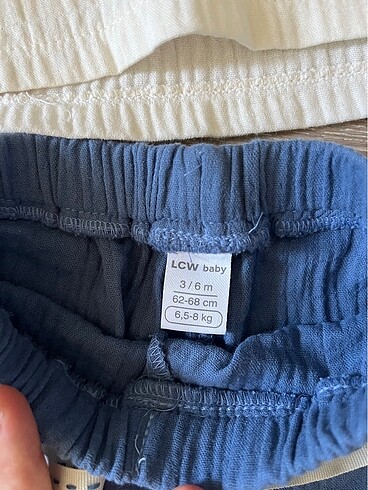 LCW baby
3 / 6 m
62-68 cm
6,5-8 kg